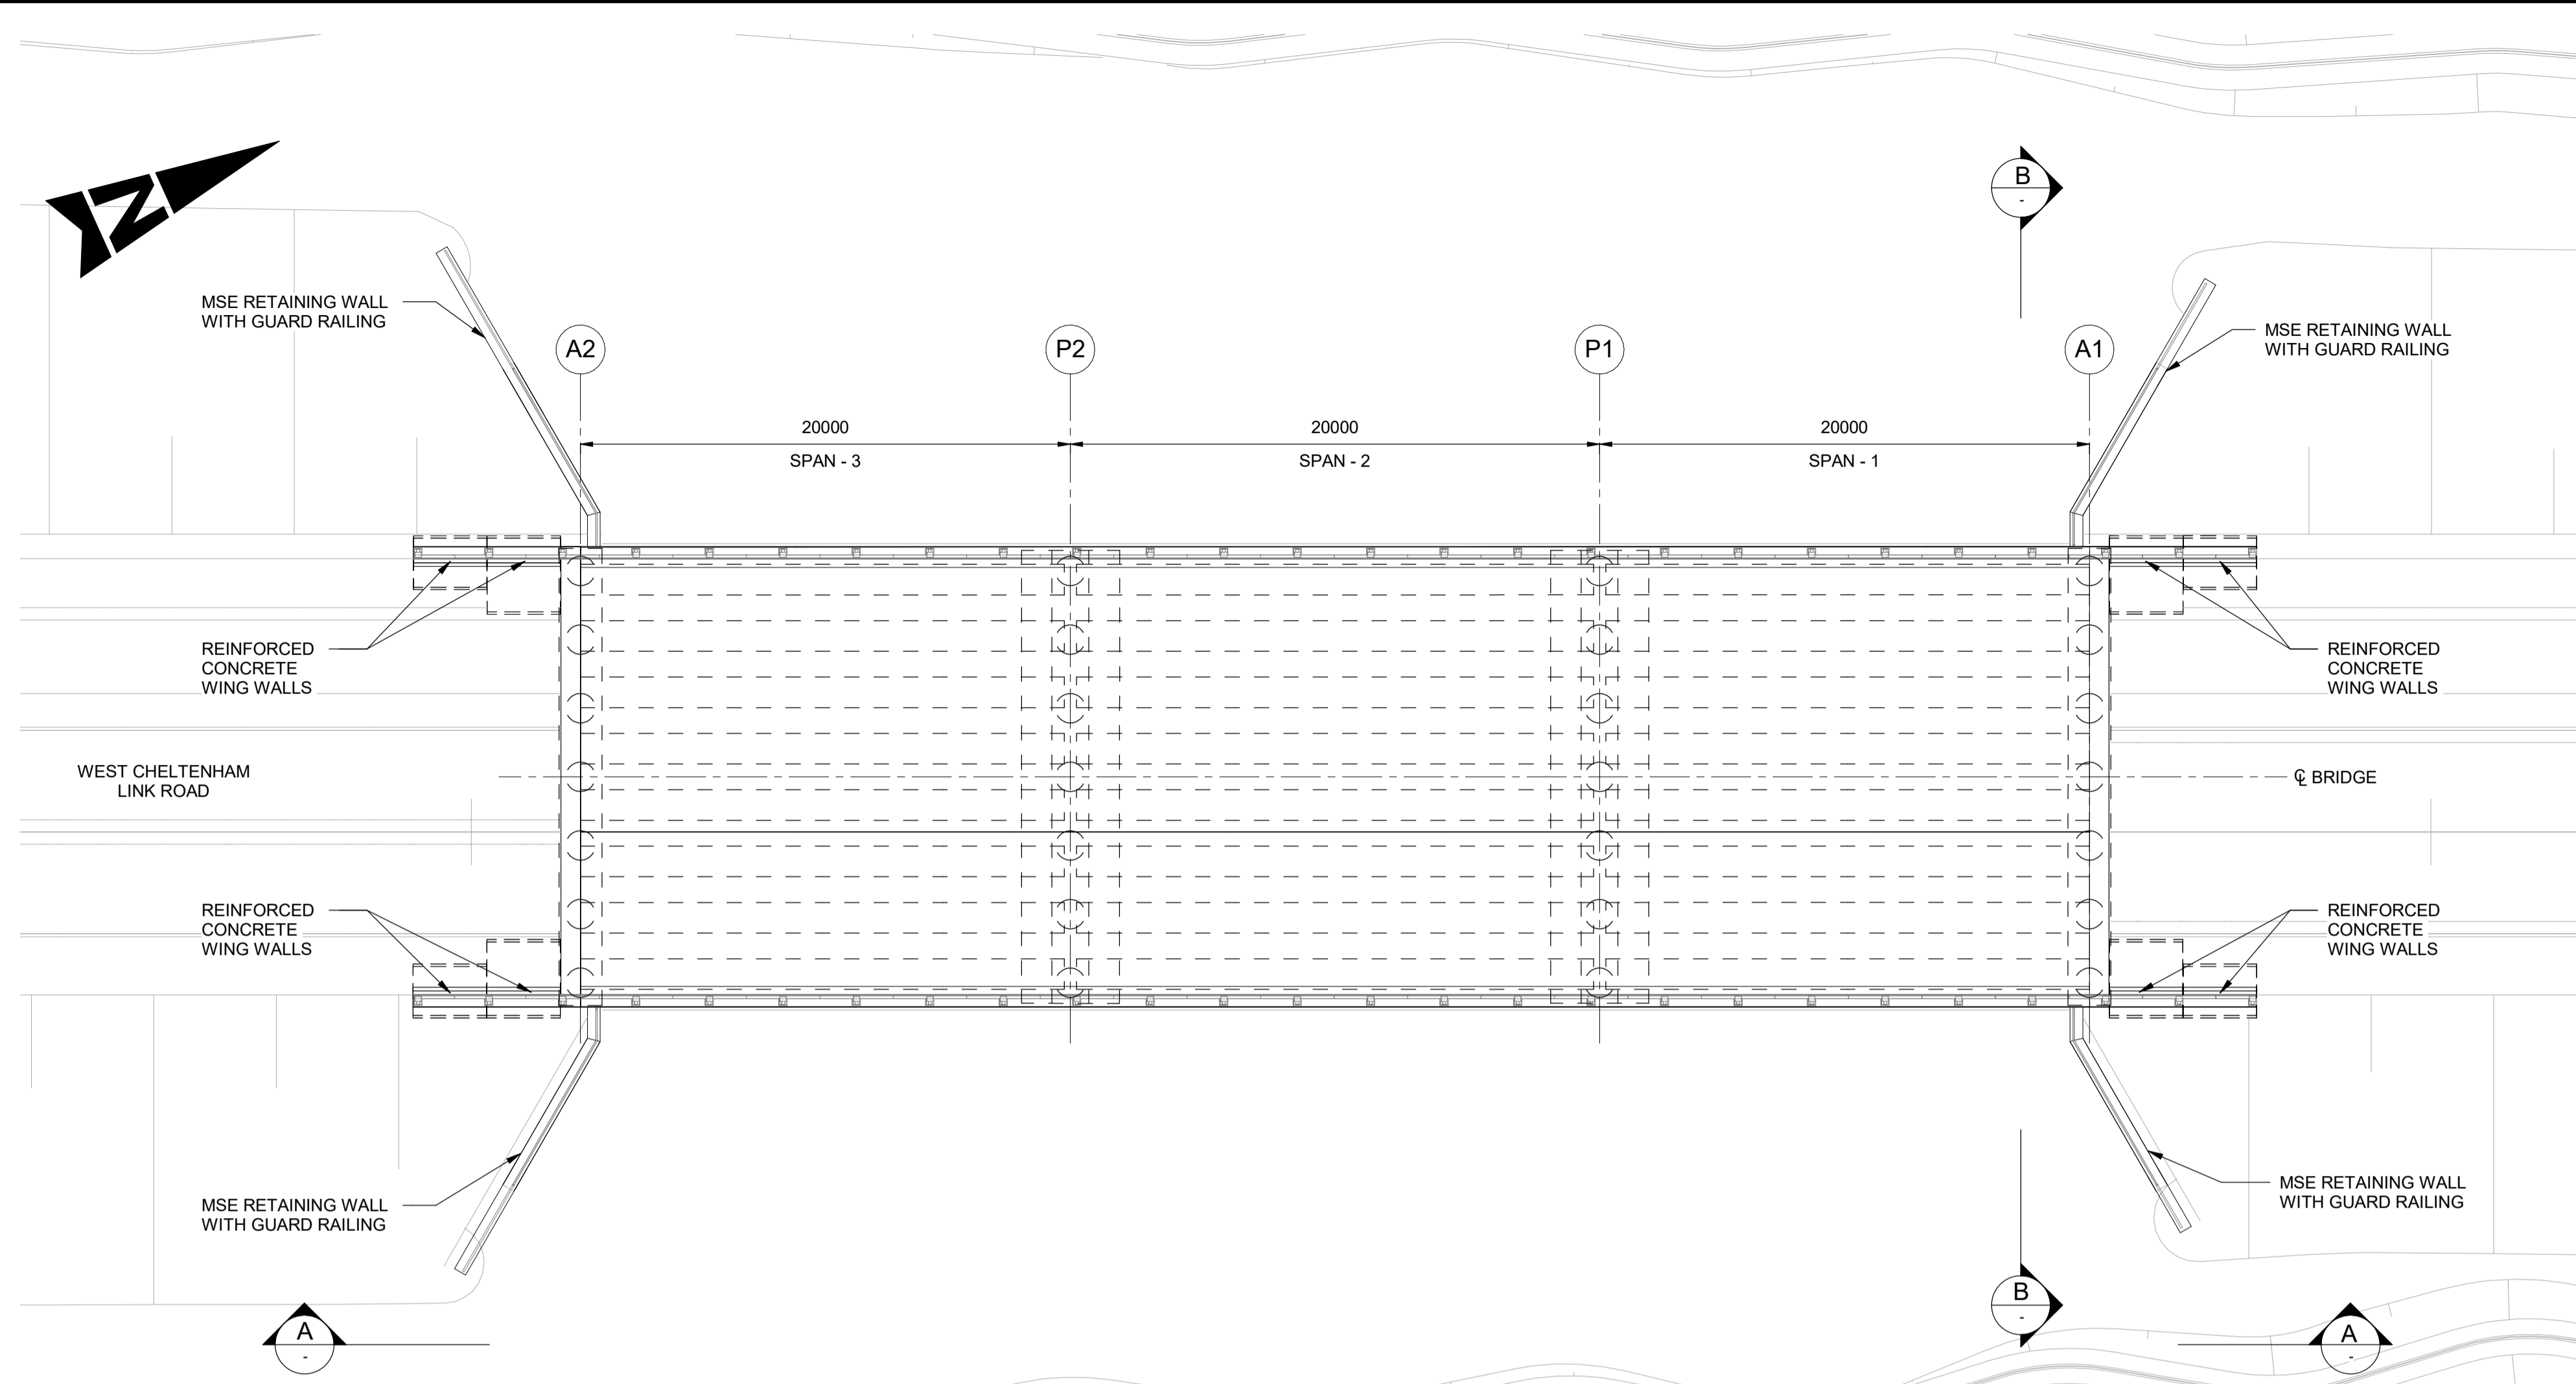 B
-
N
MSE RETAINING WALL
WITH GUARD RAILING
MSE RETAINING WALL
WITH GUARD RAILING
A2
P2
P1
A1
20000
20000
20000
SPAN - 3
SPAN - 2
SPAN - 1
REINFORCED
CONCRETE
WING WALLS
REINFORCED
CONCRETE
WING WALLS
WEST CHELTENHAM
LINK ROAD
℄ BRIDGE
REINFORCED
CONCRETE
WING WALLS
REINFORCED
CONCRETE
WING WALLS
MSE RETAINING WALL
WITH GUARD RAILING
MSE RETAINING WALL
WITH GUARD RAILING
A
-
B
-
A
-